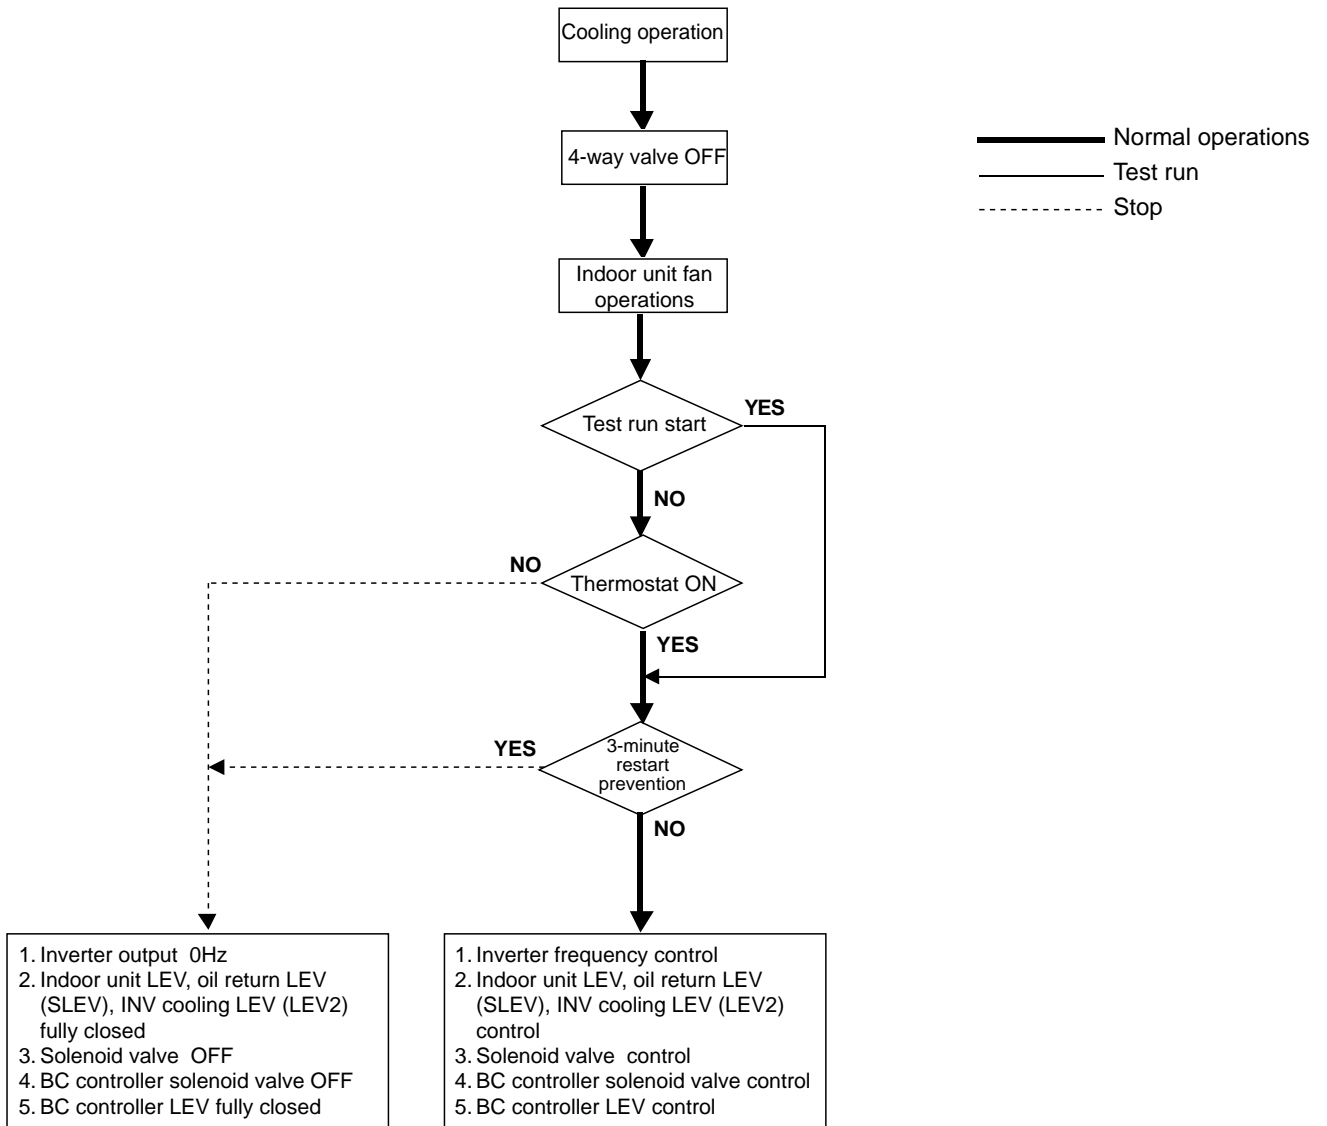 Cooling operation
4-way valve OFF
Normal operations
Test run
Stop
Indoor unit fan
operations
Test run start
YES
NO
Thermostat ON
NO
YES
3-minute
restart
prevention
YES
NO
1. Inverter output 0Hz
2. Indoor unit LEV, oil return LEV
(SLEV), INV cooling LEV (LEV2)
fully closed
3. Solenoid valve OFF
4. BC controller solenoid valve OFF
5. BC controller LEV fully closed
1. Inverter frequency control
2. Indoor unit LEV, oil return LEV
(SLEV), INV cooling LEV (LEV2)
control
3. Solenoid valve control
4. BC controller solenoid valve control
5. BC controller LEV control